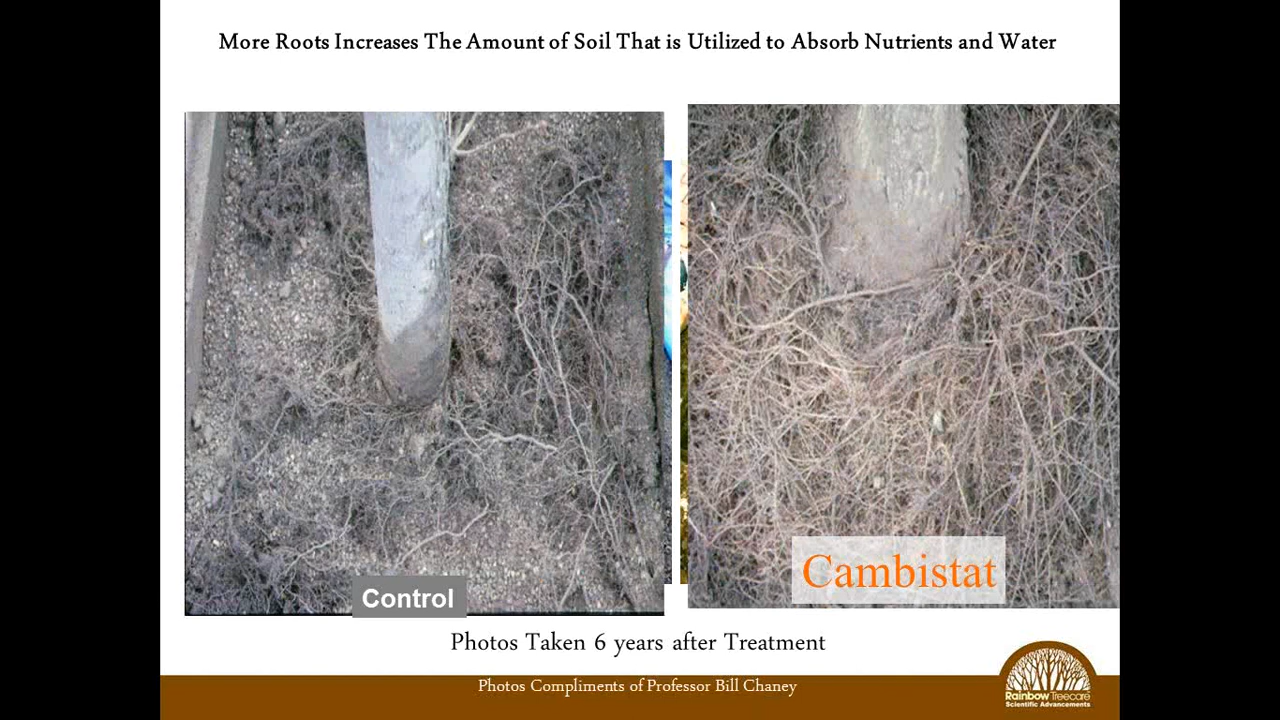 More Roots Increases The Amount of Soil That is Utilized to Absorb Nutrients and Water
Control
Cambistat
Photos Taken 6 years after Treatment
Photos Compliments of Professor Bill Chaney
Rainbow Treecare
Scientific Advancements